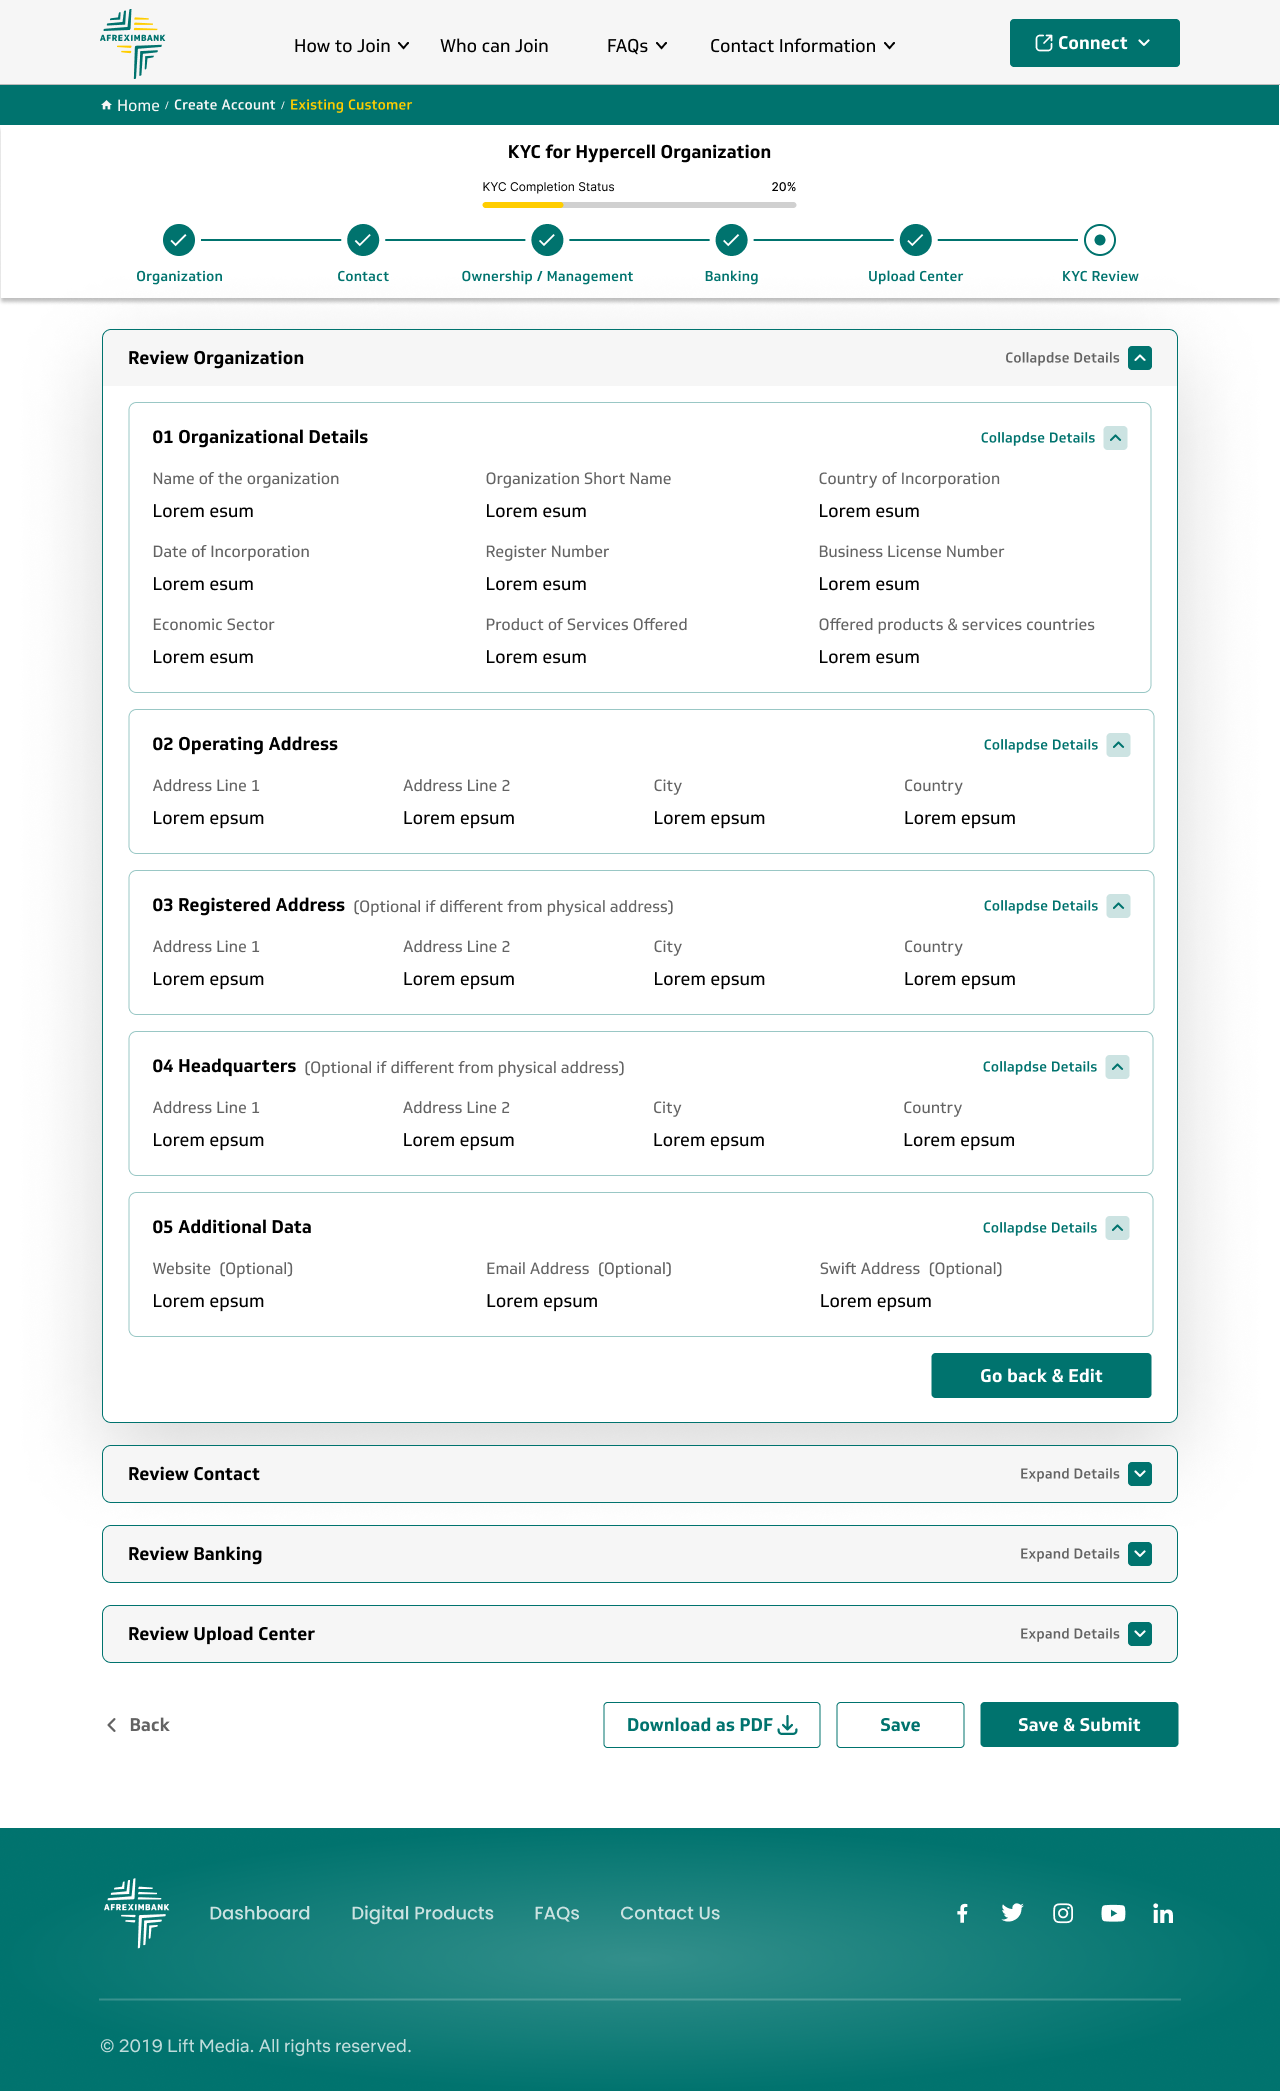 AFREXIMBANK
How to Join Who can Join FAQs Contact Information Connect
Home / Create Account / Existing Customer
KYC for Hypercell Organization
KYC Completion Status 20%
Organization Contact Ownership / Management Banking Upload Center KYC Review
Review Organization Collapdse Details
01 Organizational Details Collapdse Details
Name of the organization Organization Short Name Country of Incorporation
Lorem esum Lorem esum Lorem esum
Date of Incorporation Register Number Business License Number
Lorem esum Lorem esum Lorem esum
Economic Sector Product of Services Offered Offered products & services countries
Lorem esum Lorem esum Lorem esum
02 Operating Address Collapdse Details
Address Line 1 Address Line 2 City Country
Lorem epsum Lorem epsum Lorem epsum Lorem epsum
03 Registered Address (Optional if different from physical address) Collapdse Details
Address Line 1 Address Line 2 City Country
Lorem epsum Lorem epsum Lorem epsum Lorem epsum
04 Headquarters (Optional if different from physical address) Collapdse Details
Address Line 1 Address Line 2 City Country
Lorem epsum Lorem epsum Lorem epsum Lorem epsum
05 Additional Data Collapdse Details
Website (Optional) Email Address (Optional) Swift Address (Optional)
Lorem epsum Lorem epsum Lorem epsum
Go back & Edit
Review Contact Expand Details
Review Banking Expand Details
Review Upload Center Expand Details
Back Download as PDF Save Save & Submit
AFREXIMBANK
Dashboard Digital Products FAQs Contact Us
© 2019 Lift Media. All rights reserved.